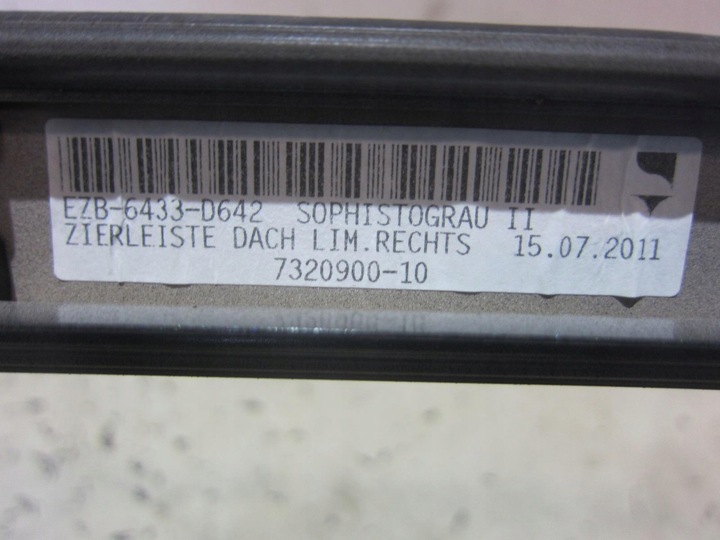 EZB-6433-D642 SOPHISTOGRAU II
ZIERLEISTE DACH LIM.RECHTS 15.07.2011
7320900-10